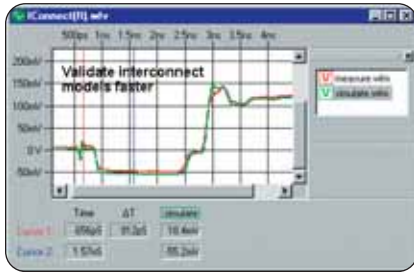 IConnect(R).wfv
500ps 1ns 1.5ns 2ns 2.5ns 3ns 3.5ns 4ns
200mV
150mV
100mV
50mV
0V
-50mV
Validate interconnect
models faster
measure.wfm
simulate.wfm
Time ΔT simulate
Cursor 1:
Cursor 2: 1.57nS